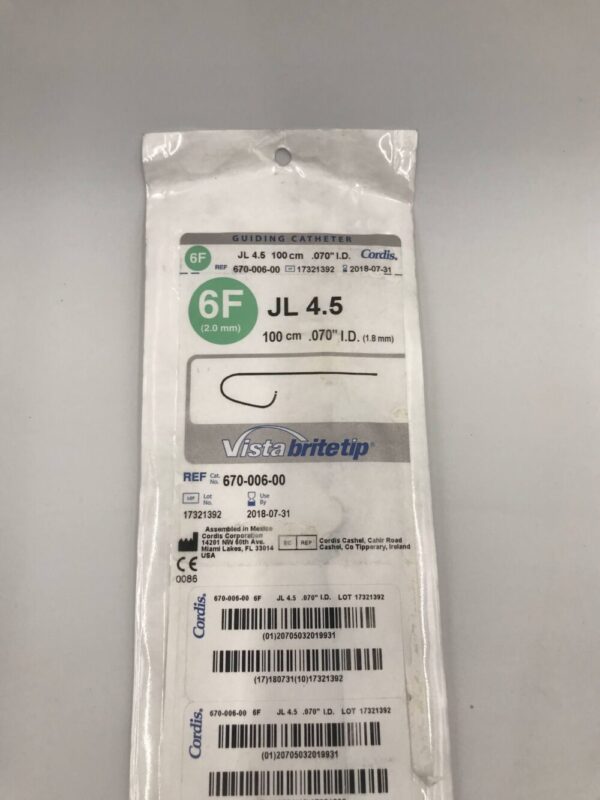 GUIDING CATHETER
6F JL 4.5 100 cm .070" I.D. Cordis.
REF 670-006-00 LOT 17321392 2018-07-31
6F JL 4.5
(2.0 mm)
100 cm .070" I.D. (1.8 mm)
Vista britetip®
REF Cat. No. 670-006-00
LOT Lot No. Use By
17321392 2018-07-31
Assembled in Mexico
Cordis Corporation
14201 NW 60th Ave.
Miami Lakes, FL 33014
USA
EC REP Cordis Cashel, Cahir Road
Cashel, Co Tipperary, Ireland
CE
0086
Cordis.
670-006-00 6F JL 4.5 .070" I.D. LOT 17321392
(01)20705032019931
(17)180731(10)17321392
Cordis.
670-006-00 6F JL 4.5 .070" I.D. LOT 17321392
(01)20705032019931